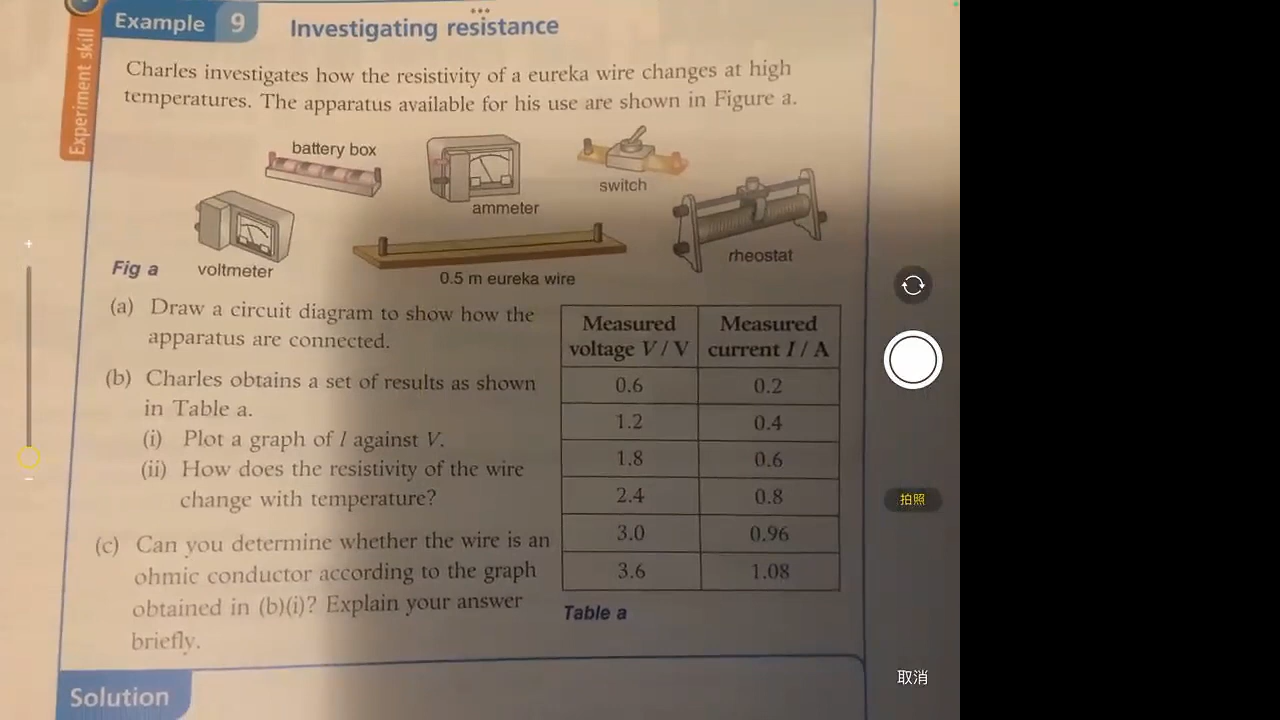 Example 9 Investigating resistance
Experiment skill
Charles investigates how the resistivity of a eureka wire changes at high
temperatures. The apparatus available for his use are shown in Figure a.
battery box
ammeter
switch
voltmeter
0.5 m eureka wire
rheostat
Fig a
(a) Draw a circuit diagram to show how the
apparatus are connected.
(b) Charles obtains a set of results as shown
in Table a.
(i) Plot a graph of I against V.
(ii) How does the resistivity of the wire
change with temperature?
(c) Can you determine whether the wire is an
ohmic conductor according to the graph
obtained in (b)(i)? Explain your answer
briefly.
Measured voltage V / V Measured current I / A
0.6 0.2
1.2 0.4
1.8 0.6
2.4 0.8
3.0 0.96
3.6 1.08
Table a
Solution
拍照
取消